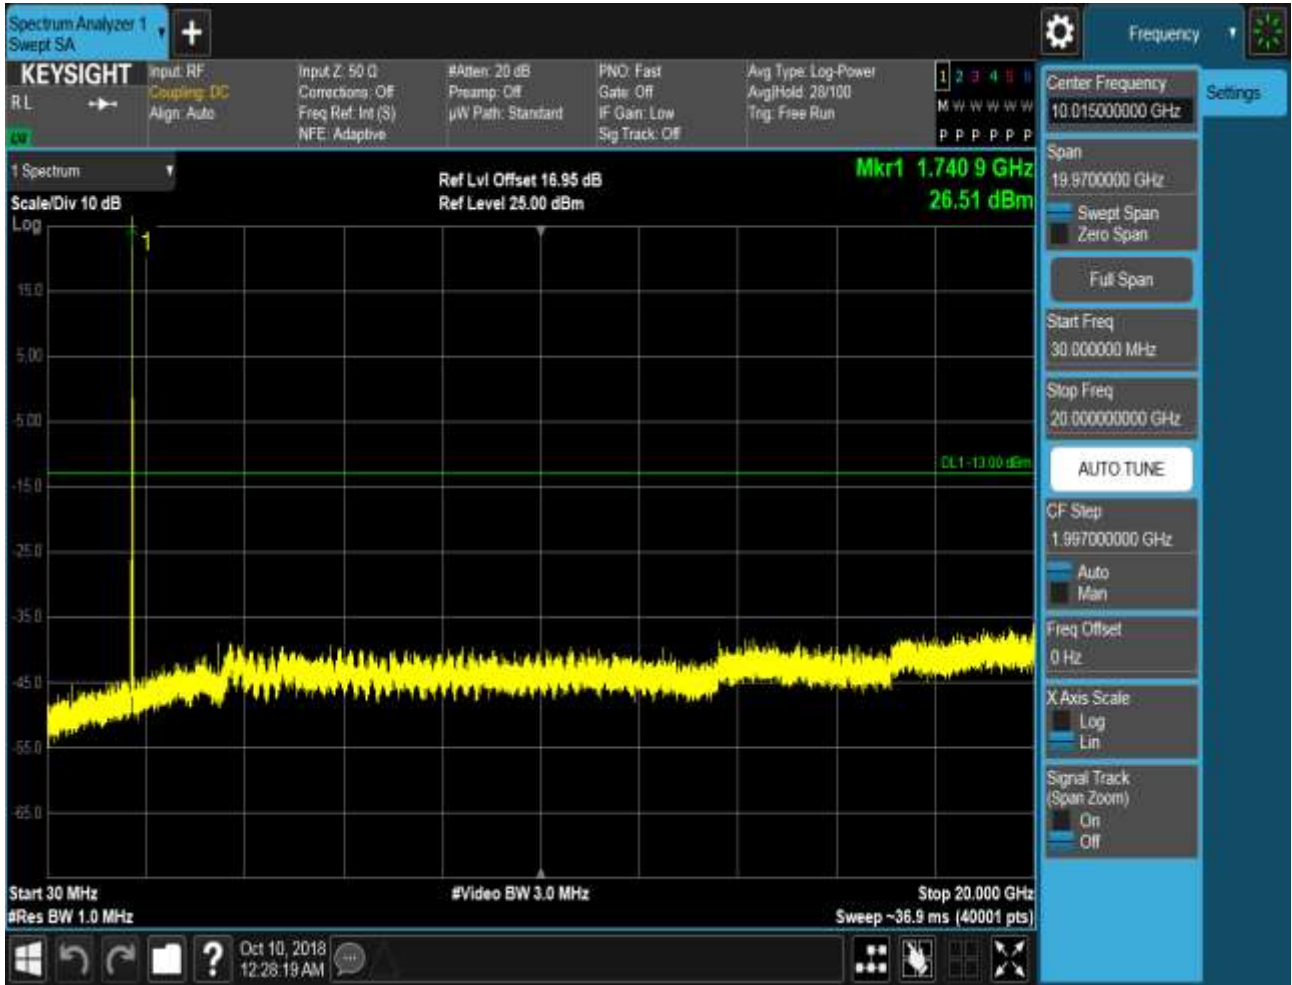 Spectrum Analyzer 1
Swept SA
Frequency
KEYSIGHT
R L
Input: RF
Coupling: DC
Align: Auto
Input Z: 50 Ω
Corrections: Off
Freq Ref: Int (S)
NFE: Adaptive
#Atten: 20 dB
Preamp: Off
µW Path: Standard
PNO: Fast
Gate: Off
IF Gain: Low
Sig Track: Off
Avg Type: Log-Power
Avg|Hold: 28/100
Trig: Free Run
1 2 3 4 5 6
M W W W W W
P P P P P P
1 Spectrum
Scale/Div 10 dB
Log
Ref Lvl Offset 16.95 dB
Ref Level 25.00 dBm
Mkr1 1.740 9 GHz
26.51 dBm
1
15.0
5.00
-5.00
DL1 -13.00 dBm
-15.0
-25.0
-35.0
-45.0
-55.0
-65.0
Start 30 MHz
#Res BW 1.0 MHz
#Video BW 3.0 MHz
Stop 20.000 GHz
Sweep ~36.9 ms (40001 pts)
Center Frequency
10.015000000 GHz
Settings
Span
19.9700000 GHz
Swept Span
Zero Span
Full Span
Start Freq
30.000000 MHz
Stop Freq
20.000000000 GHz
AUTO TUNE
CF Step
1.997000000 GHz
Auto
Man
Freq Offset
0 Hz
X Axis Scale
Log
Lin
Signal Track
(Span Zoom)
On
Off
?
Oct 10, 2018
12:28:19 AM